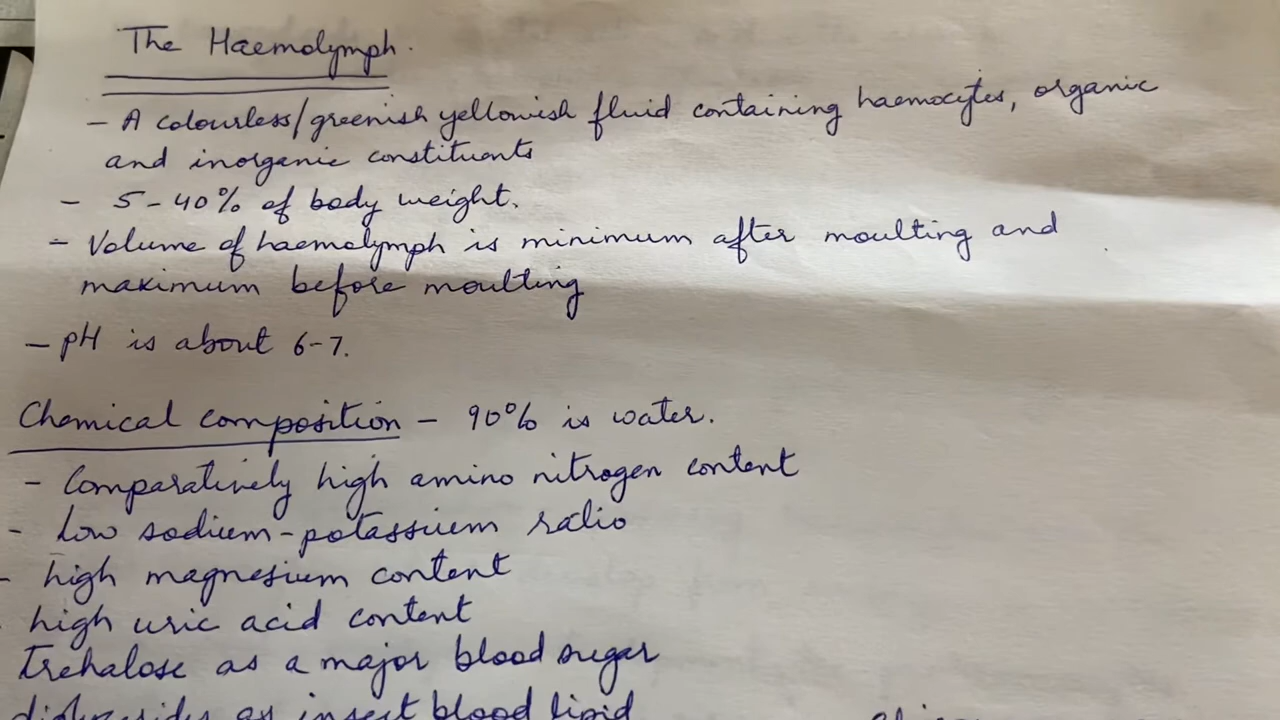 The Haemolymph.
- A colourless/greenish yellowish fluid containing haemocytes, organic
and inorganic constituents
- 5-40% of body weight.
- Volume of haemolymph is minimum after moulting and
maximum before moulting
- pH is about 6-7.
Chemical composition - 90% is water.
- Comparatively high amino nitrogen content
- Low sodium-potassium ratio
- high magnesium content
- high uric acid content
Trehalose as a major blood sugar
as insect blood lipid